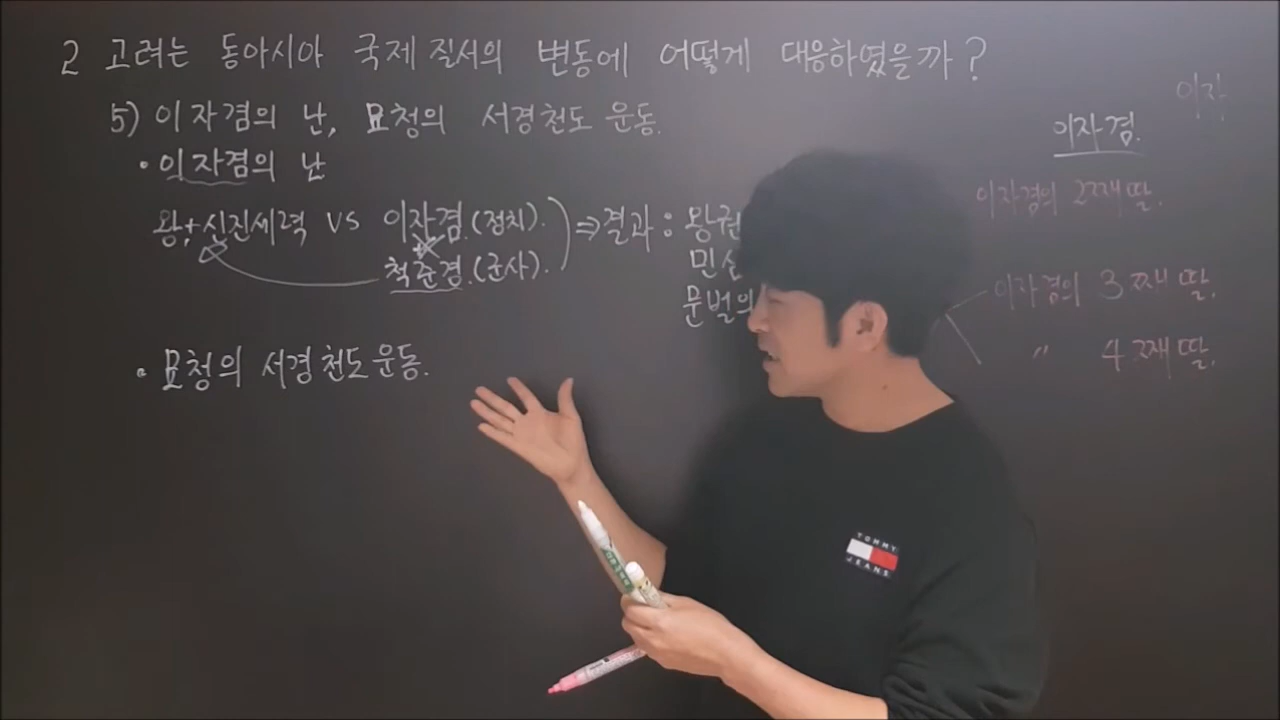 2 고려는 동아시아 국제 질서의 변동에 어떻게 대응하였을까?
5) 이자겸의 난, 묘청의 서경천도 운동.
• 이자겸의 난
왕+신진세력 VS 이자겸.(정치).
척준경.(군사).
⇒결과: 왕권
민심
문벌의
• 묘청의 서경천도운동.
이자
이자겸.
이자겸의 2째딸.
이자겸의 3째딸.
〃 4째딸.
TOMMY
JEANS